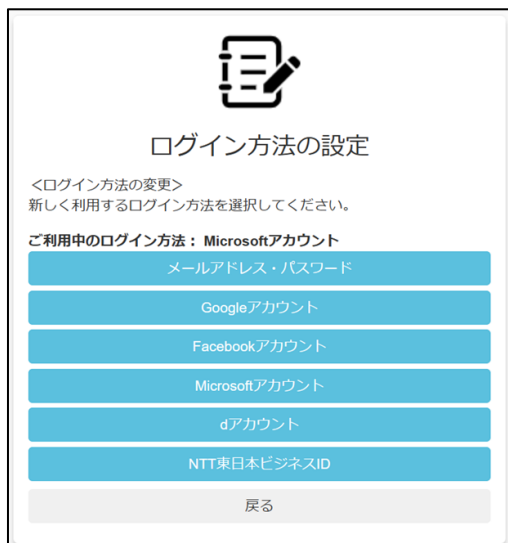 ログイン方法の設定
＜ログイン方法の変更＞
新しく利用するログイン方法を選択してください。
ご利用中のログイン方法： Microsoftアカウント
メールアドレス・パスワード
Googleアカウント
Facebookアカウント
Microsoftアカウント
dアカウント
NTT東日本ビジネスID
戻る